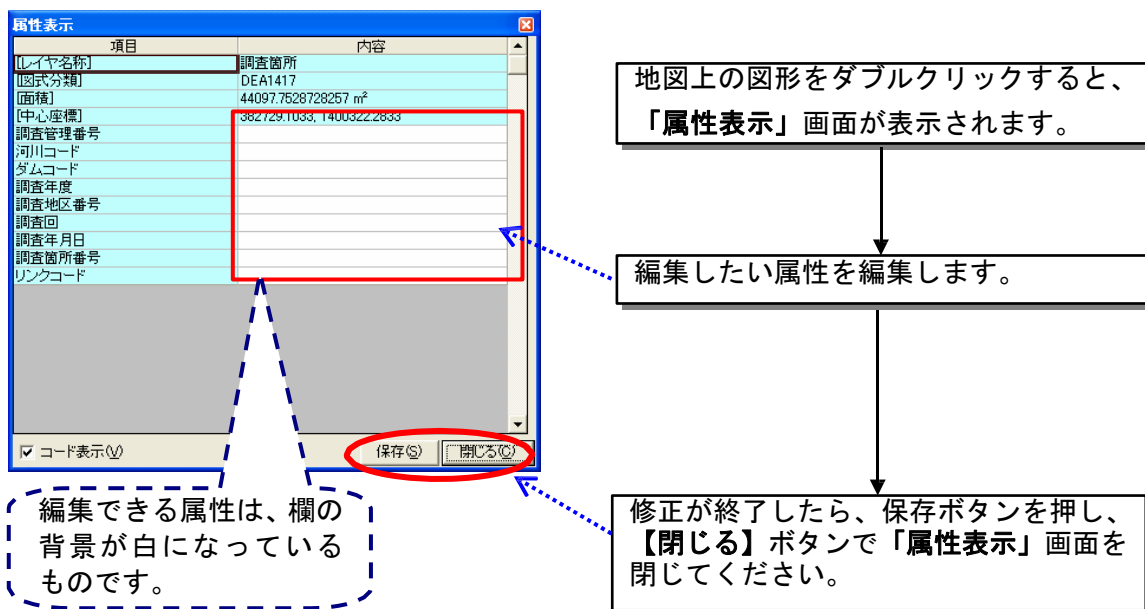 属性表示
項目 内容
[レイヤ名称] 調査箇所
[図式分類] DEA1417
[面積] 44097.7528728257 m²
[中心座標] 382729.1033, 1400322.2833
調査管理番号
河川コード
ダムコード
調査年度
調査地区番号
調査回
調査年月日
調査箇所番号
リンクコード
コード表示(V) 保存(S) 閉じる(C)
編集できる属性は、欄の
背景が白になっている
ものです。
地図上の図形をダブルクリックすると、
「属性表示」画面が表示されます。
編集したい属性を編集します。
修正が終了したら、保存ボタンを押し、
【閉じる】ボタンで「属性表示」画面を
閉じてください。